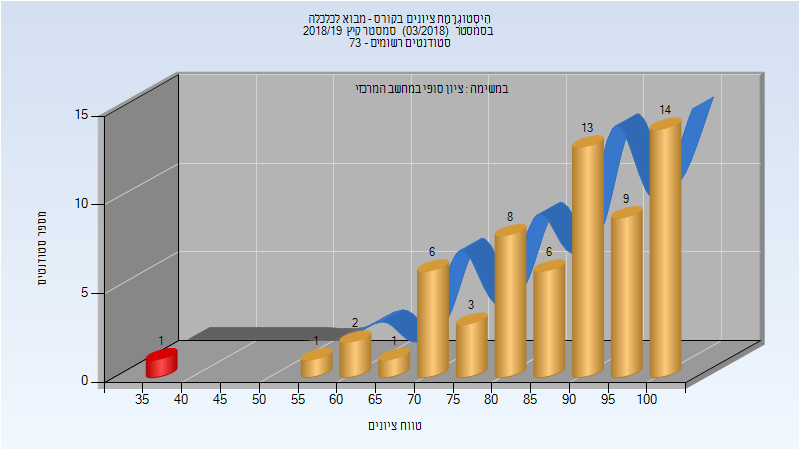 היסטוגרמת ציונים בקורס - מבוא לכלכלה
בסמסטר (03/2018) סמסטר קיץ 2018/19
סטודנטים רשומים - 73
במשימה : ציון סופי במחשב המרכזי
15
10
5
0
מספר סטודנטים
1
1
2
1
6
3
8
6
13
9
14
35 40 45 50 55 60 65 70 75 80 85 90 95 100
טווח ציונים